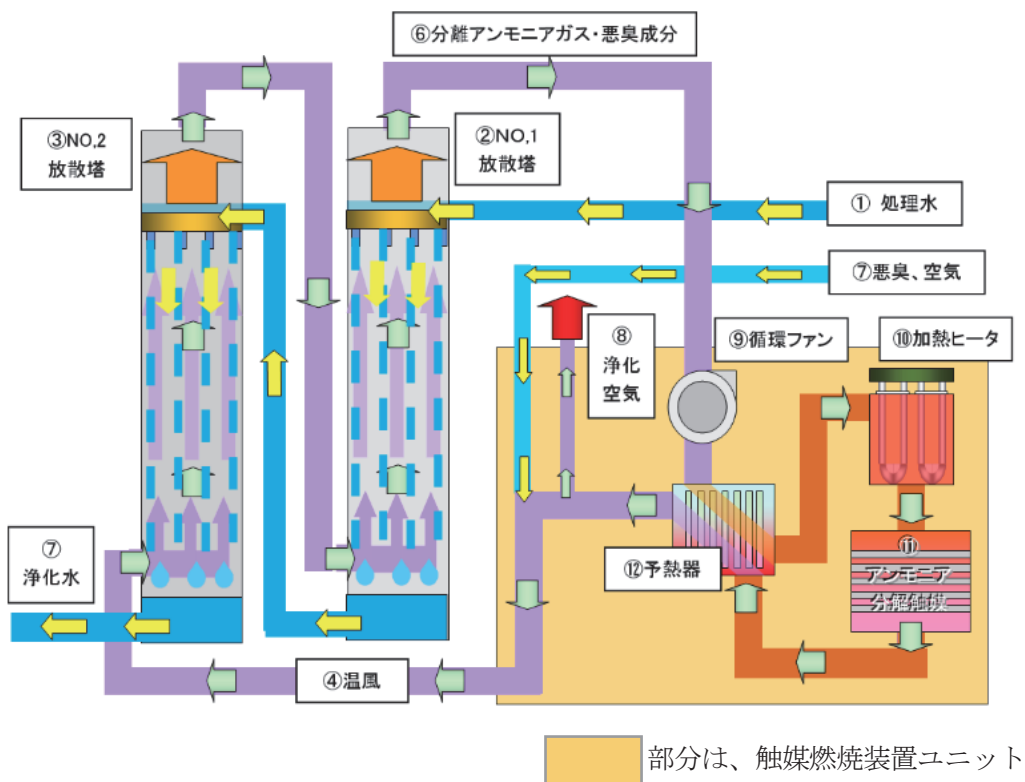 ⑥分離アンモニアガス・悪臭成分
③NO,2
放散塔
②NO,1
放散塔
① 処理水
⑦悪臭、空気
⑧
浄化
空気
⑨循環ファン
⑩加熱ヒータ
⑪
アンモニア
分解触媒
⑫予熱器
⑦
浄化水
④温風
部分は、触媒燃焼装置ユニット